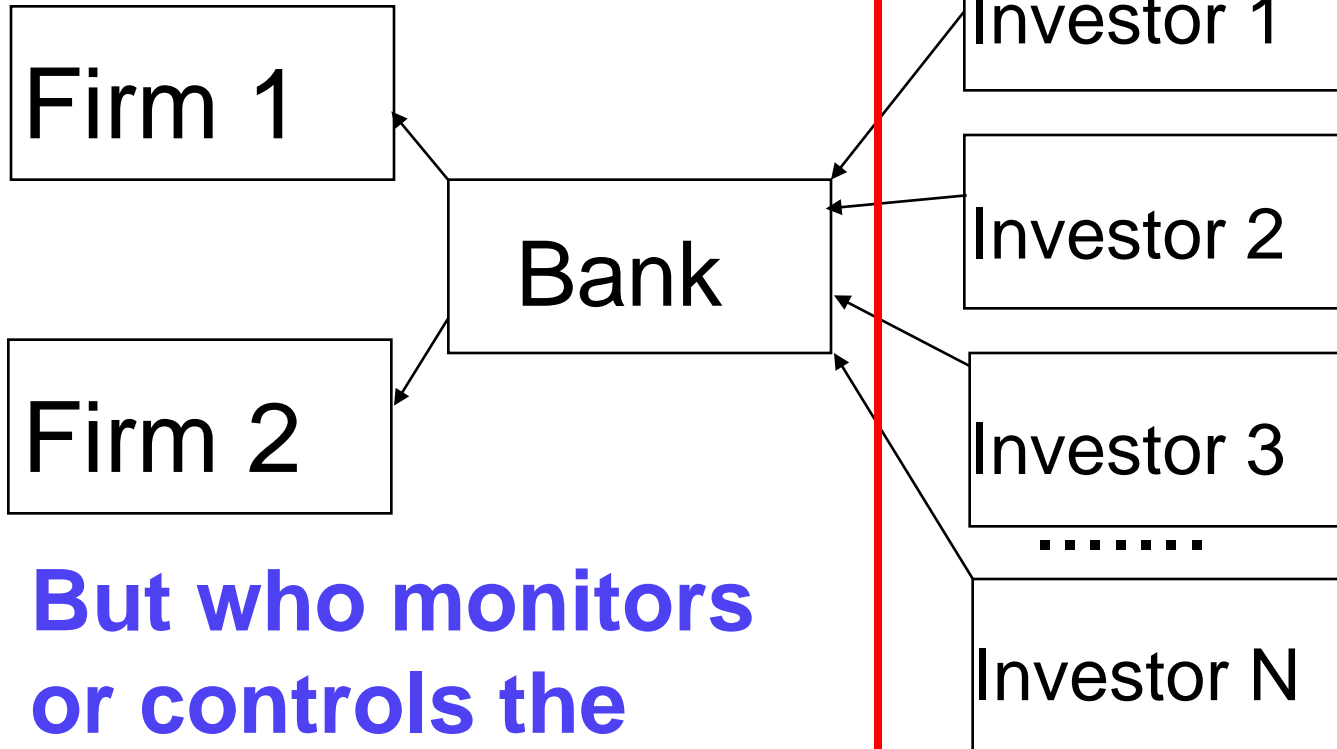 Investor 1
Firm 1
Investor 2
Bank
Firm 2
Investor 3
.......
But who monitors
or controls the
Investor N